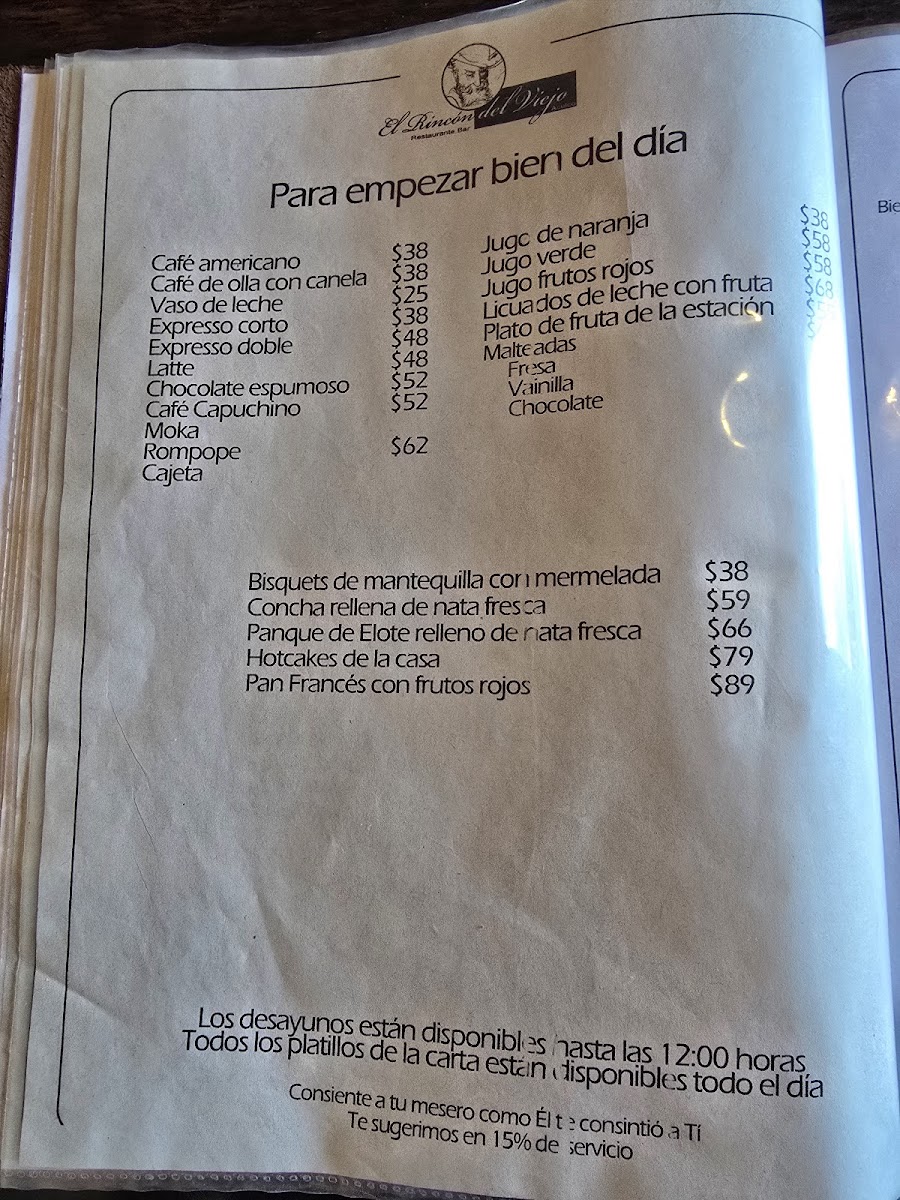 El Rincón del Viejo
Restaurante Bar
Para empezar bien del día
Café americano $38
Café de olla con canela $38
Vaso de leche $25
Expresso corto $38
Expresso doble $48
Latte $48
Chocolate espumoso $52
Café Capuchino $52
Moka
Rompope $62
Cajeta
Jugo de naranja $38
Jugo verde $58
Jugo frutos rojos $58
Licuados de leche con fruta $68
Plato de fruta de la estación
Malteadas
Fresa
Vainilla
Chocolate
Bisquets de mantequilla con mermelada $38
Concha rellena de nata fresca $59
Panque de Elote relleno de nata fresca $66
Hotcakes de la casa $79
Pan Francés con frutos rojos $89
Los desayunos están disponibles hasta las 12:00 horas
Todos los platillos de la carta están disponibles todo el día
Consiente a tu mesero como Él te consintió a Tí
Te sugerimos en 15% de servicio